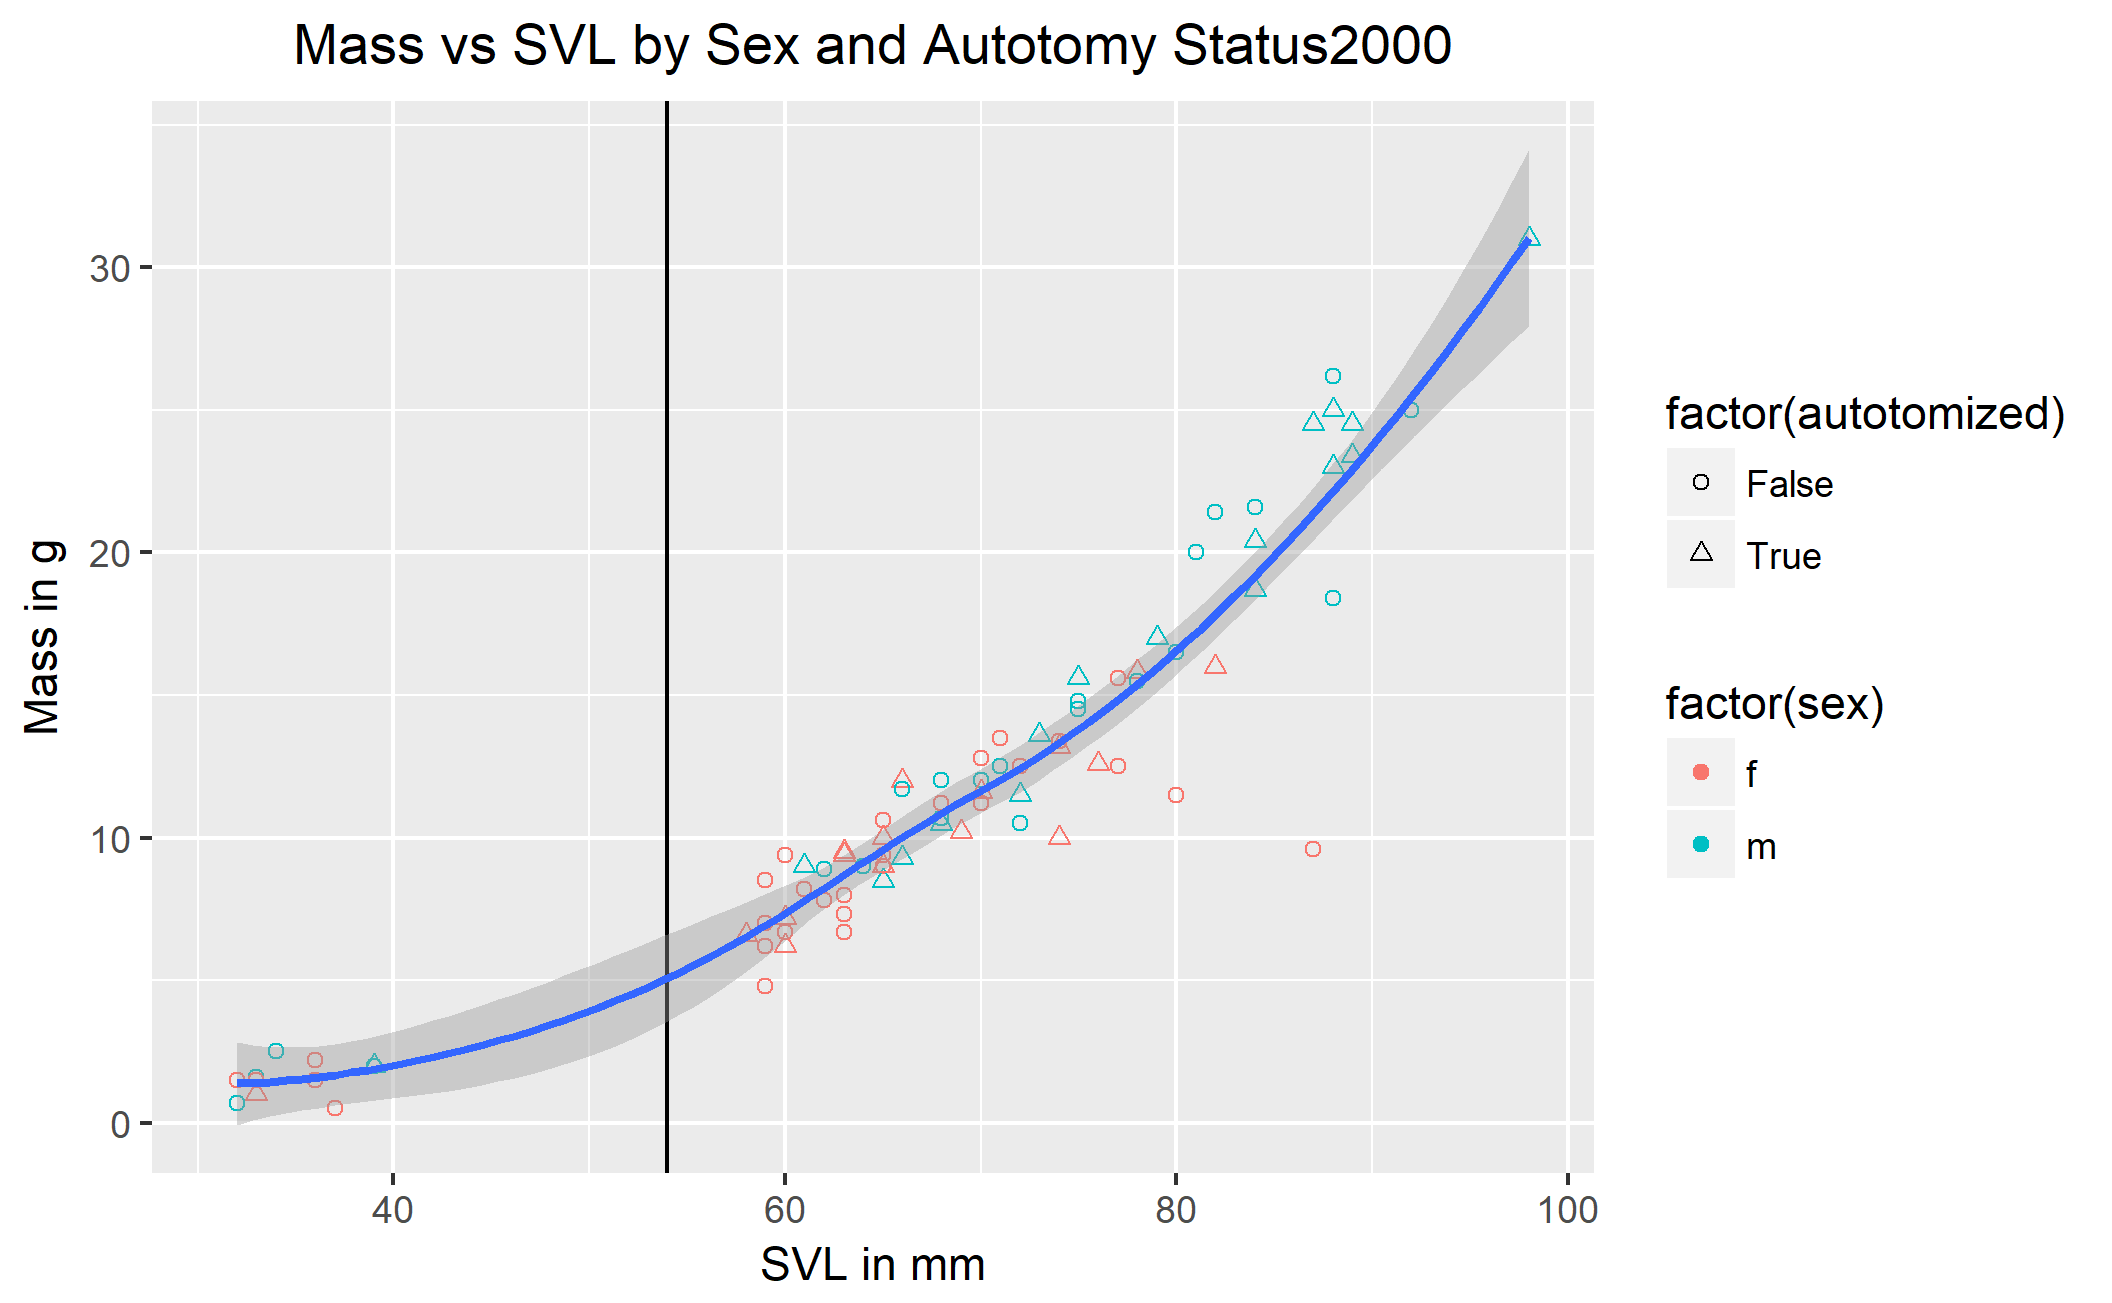 Mass vs SVL by Sex and Autotomy Status2000
30
20
10
0
Mass in g
40
60
80
100
SVL in mm
factor(autotomized)
False
True
factor(sex)
f
m